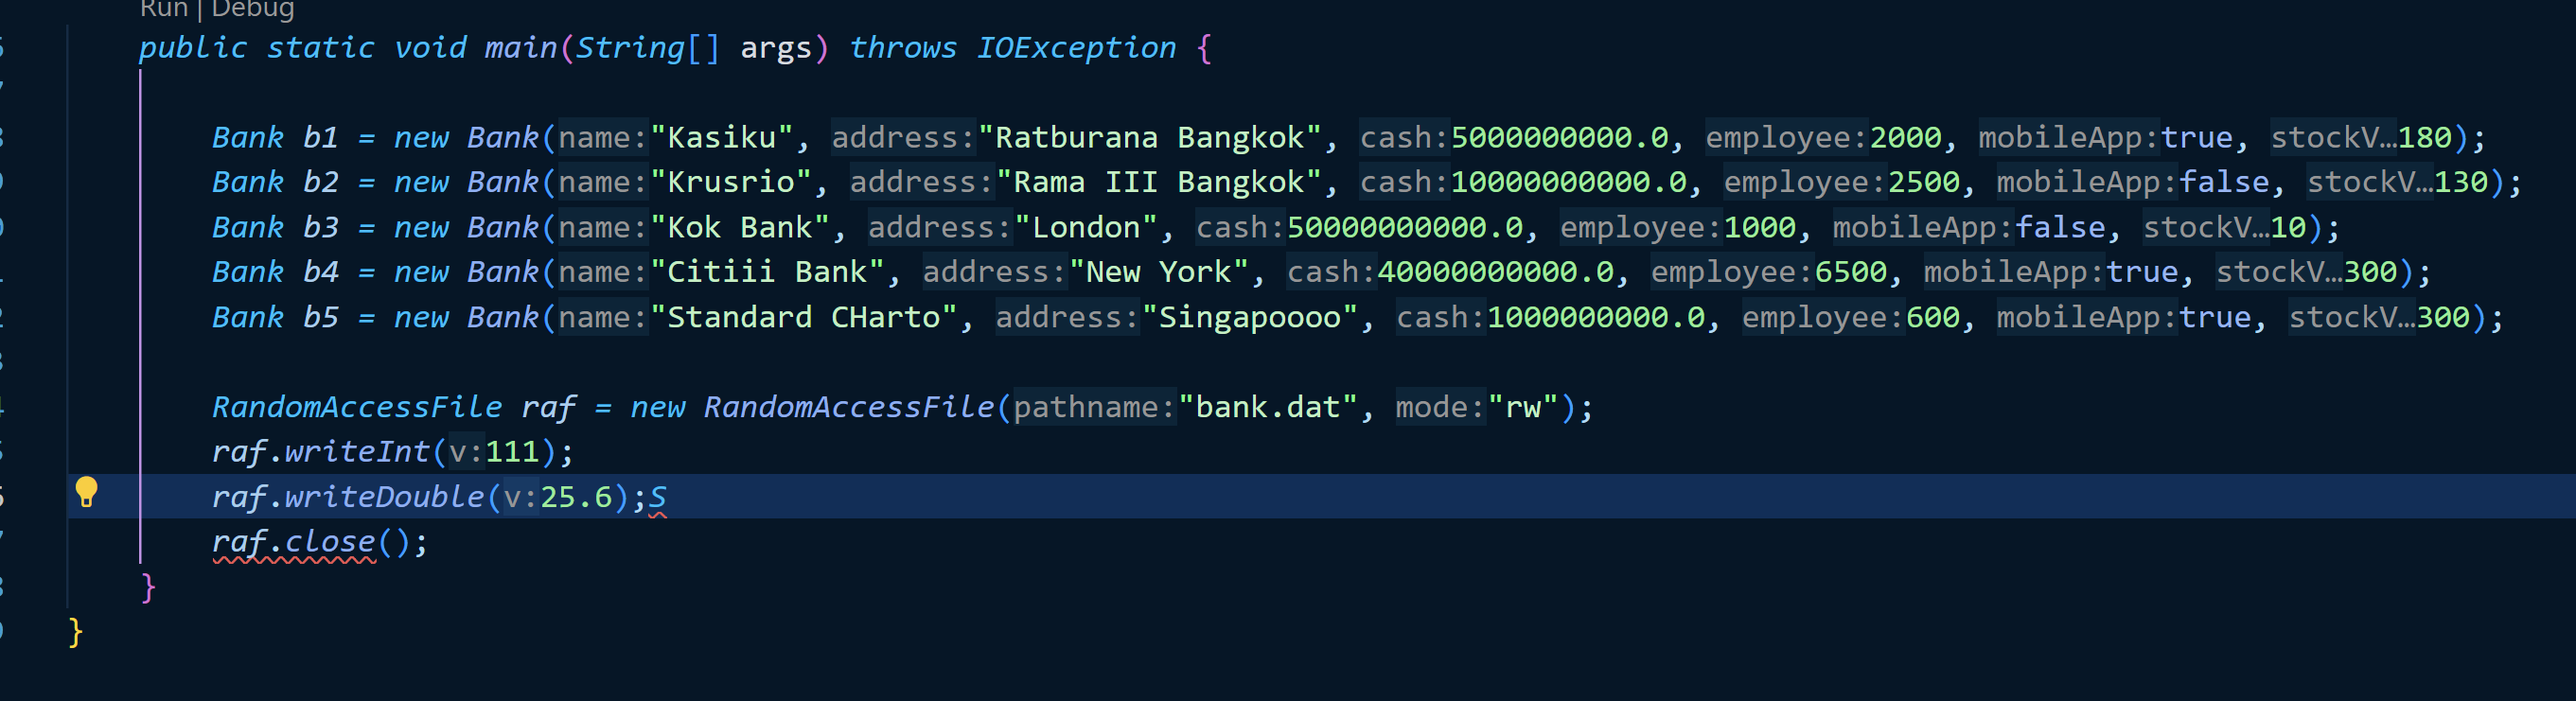 Run | Debug
public static void main(String[] args) throws IOException {
Bank b1 = new Bank(name:"Kasiku", address:"Ratburana Bangkok", cash:5000000000.0, employee:2000, mobileApp:true, stockV…180);
Bank b2 = new Bank(name:"Krusrio", address:"Rama III Bangkok", cash:10000000000.0, employee:2500, mobileApp:false, stockV…130);
Bank b3 = new Bank(name:"Kok Bank", address:"London", cash:50000000000.0, employee:1000, mobileApp:false, stockV…10);
Bank b4 = new Bank(name:"Citiii Bank", address:"New York", cash:40000000000.0, employee:6500, mobileApp:true, stockV…300);
Bank b5 = new Bank(name:"Standard CHarto", address:"Singapoooo", cash:1000000000.0, employee:600, mobileApp:true, stockV…300);
RandomAccessFile raf = new RandomAccessFile(pathname:"bank.dat", mode:"rw");
raf.writeInt(v:111);
raf.writeDouble(v:25.6);S
raf.close();
}
}